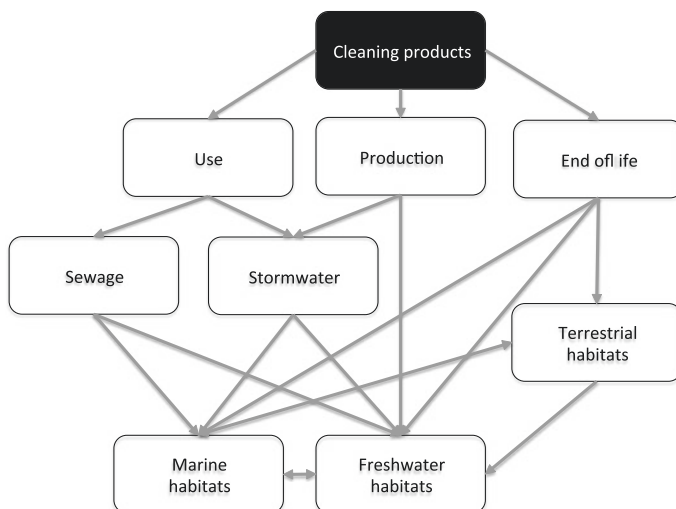 Cleaning products
Use
Production
End ofl ife
Sewage
Stormwater
Terrestrial
habitats
Marine
habitats
Freshwater
habitats